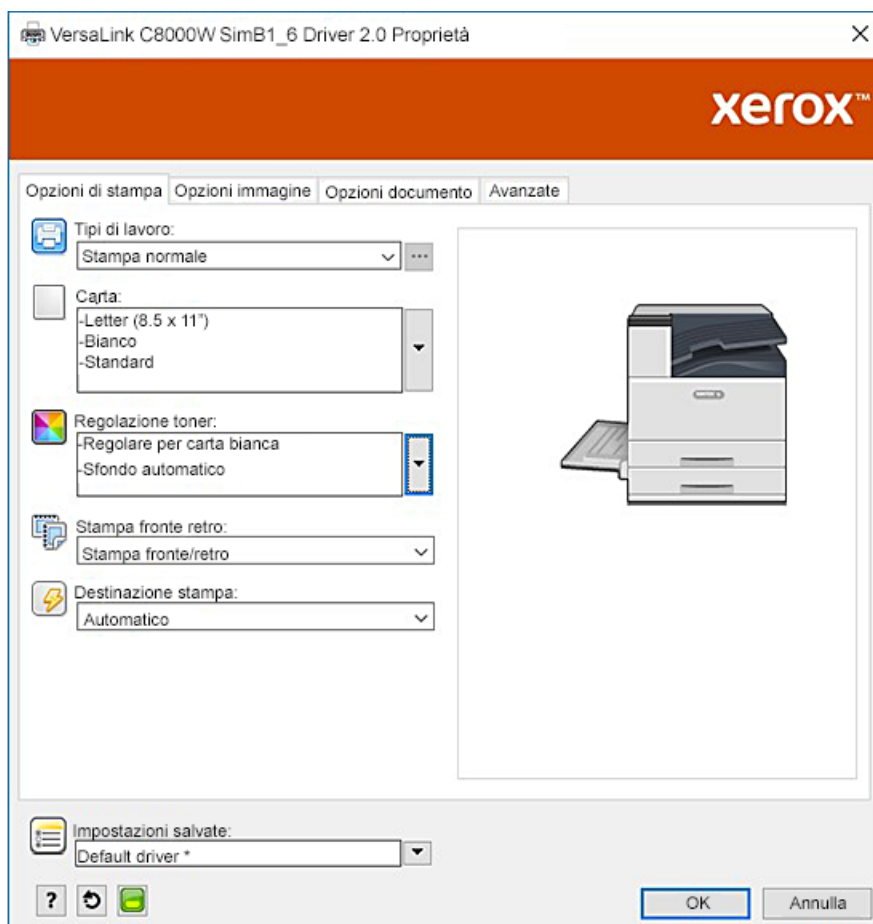 VersaLink C8000W SimB1_6 Driver 2.0 Proprietà
xerox™
Opzioni di stampa Opzioni immagine Opzioni documento Avanzate
Tipi di lavoro:
Stampa normale
Carta:
-Letter (8.5 x 11")
-Bianco
-Standard
Regolazione toner:
-Regolare per carta bianca
-Sfondo automatico
Stampa fronte retro:
Stampa fronte/retro
Destinazione stampa:
Automatico
Impostazioni salvate:
Default driver *
?
OK Annulla